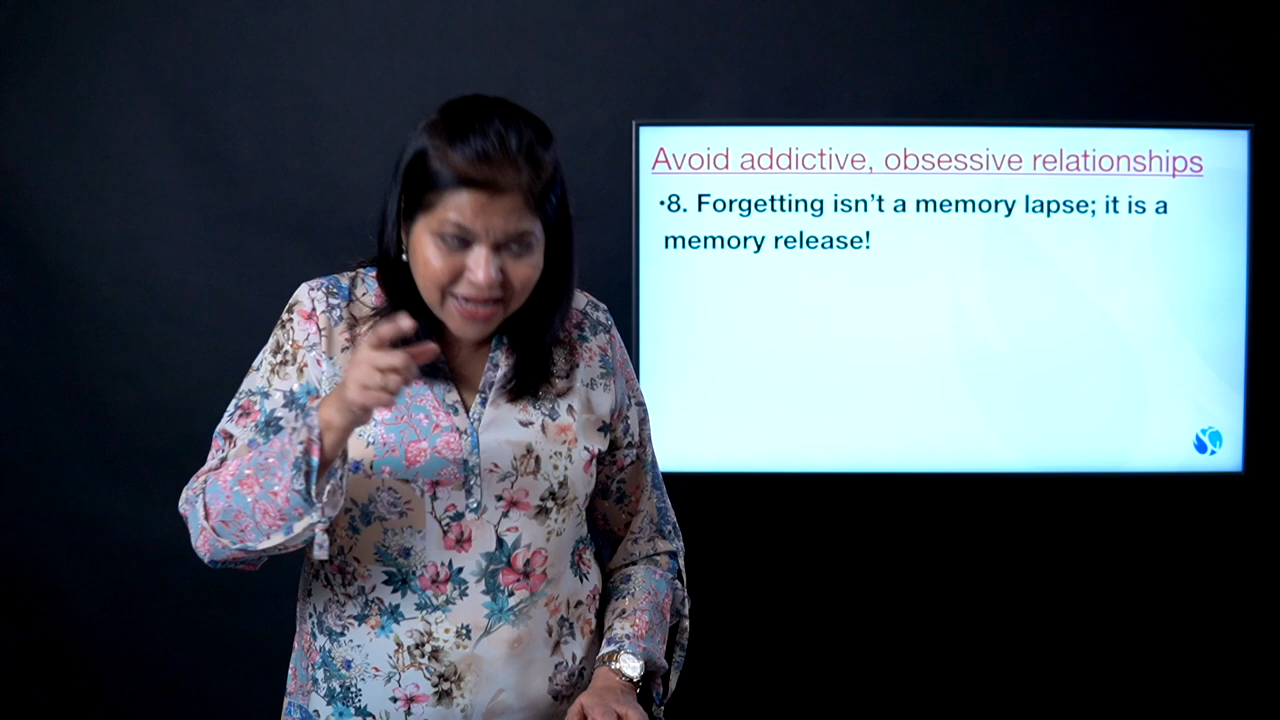 Avoid addictive, obsessive relationships
•8. Forgetting isn’t a memory lapse; it is a
memory release!